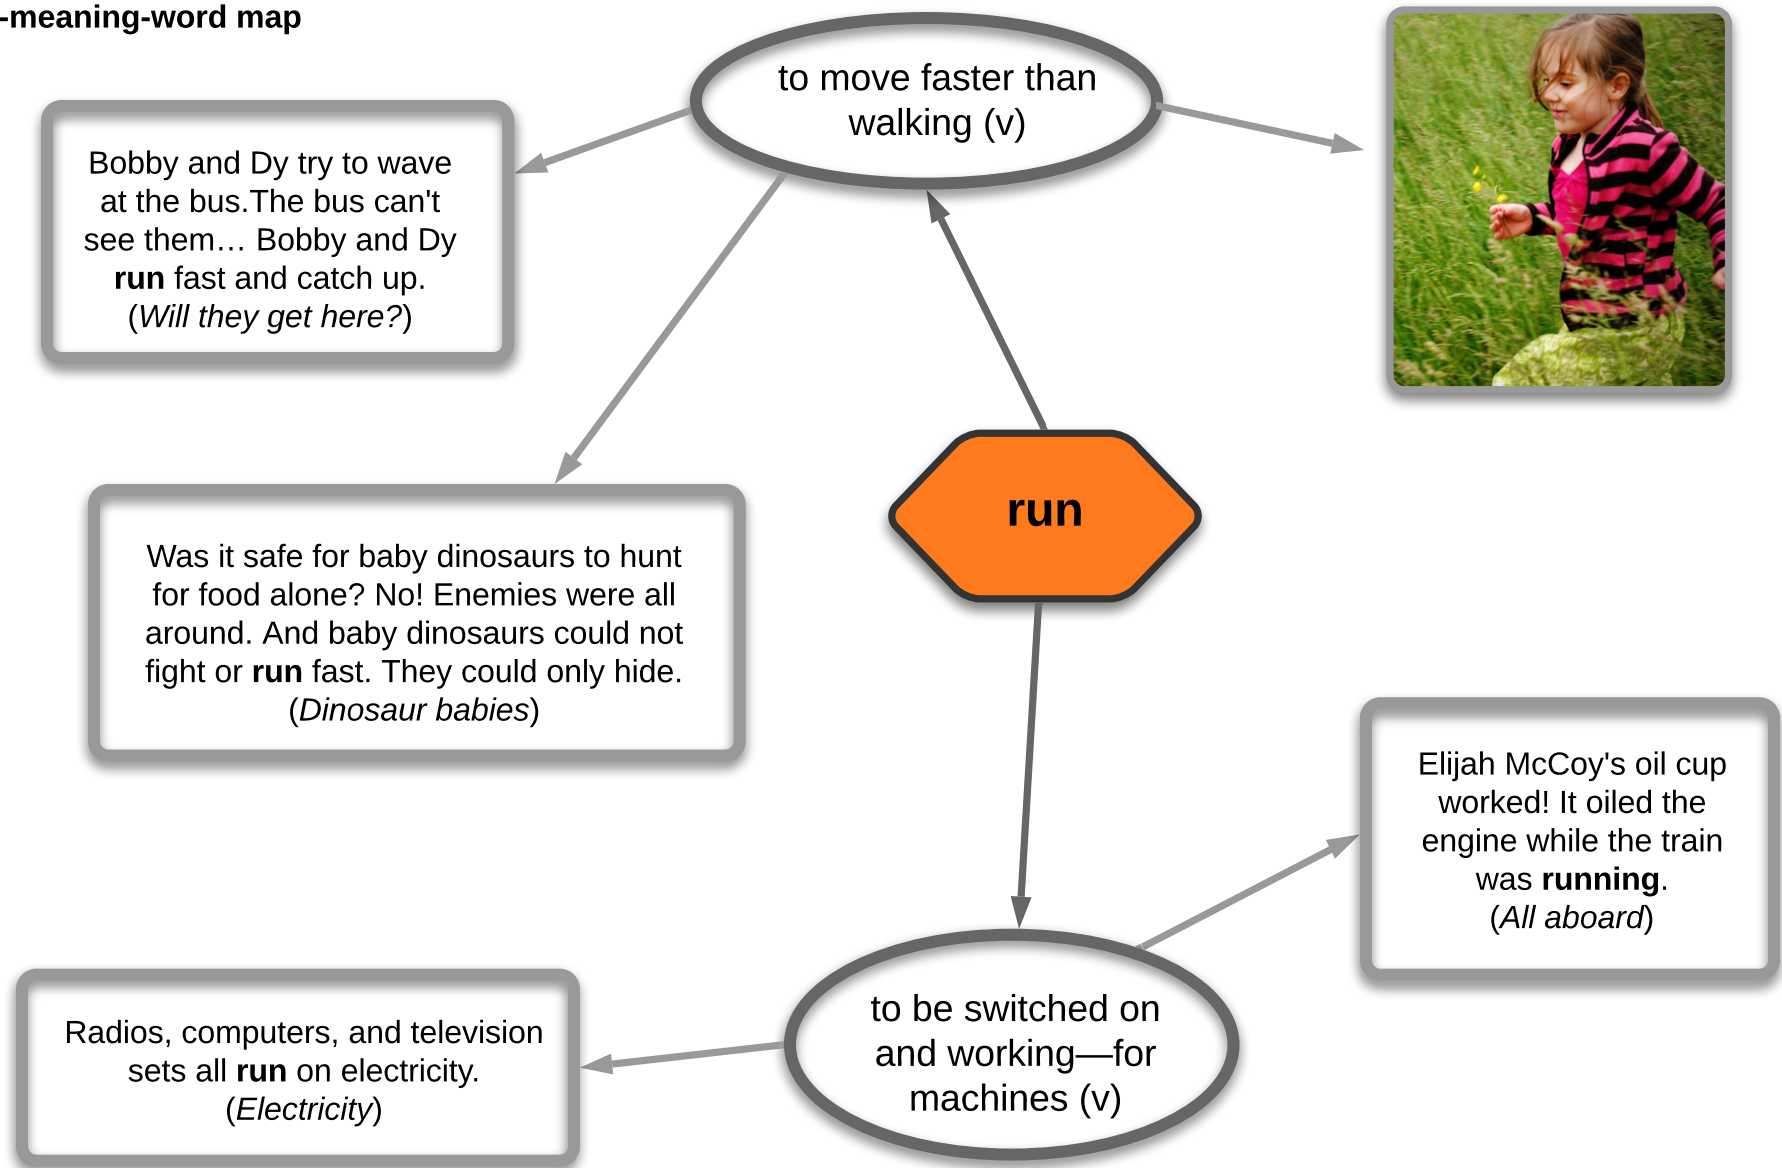 -meaning-word map
to move faster than
walking (v)
Bobby and Dy try to wave
at the bus.The bus can't
see them… Bobby and Dy
run fast and catch up.
(Will they get here?)
run
Was it safe for baby dinosaurs to hunt
for food alone? No! Enemies were all
around. And baby dinosaurs could not
fight or run fast. They could only hide.
(Dinosaur babies)
Elijah McCoy's oil cup
worked! It oiled the
engine while the train
was running.
(All aboard)
to be switched on
and working—for
machines (v)
Radios, computers, and television
sets all run on electricity.
(Electricity)